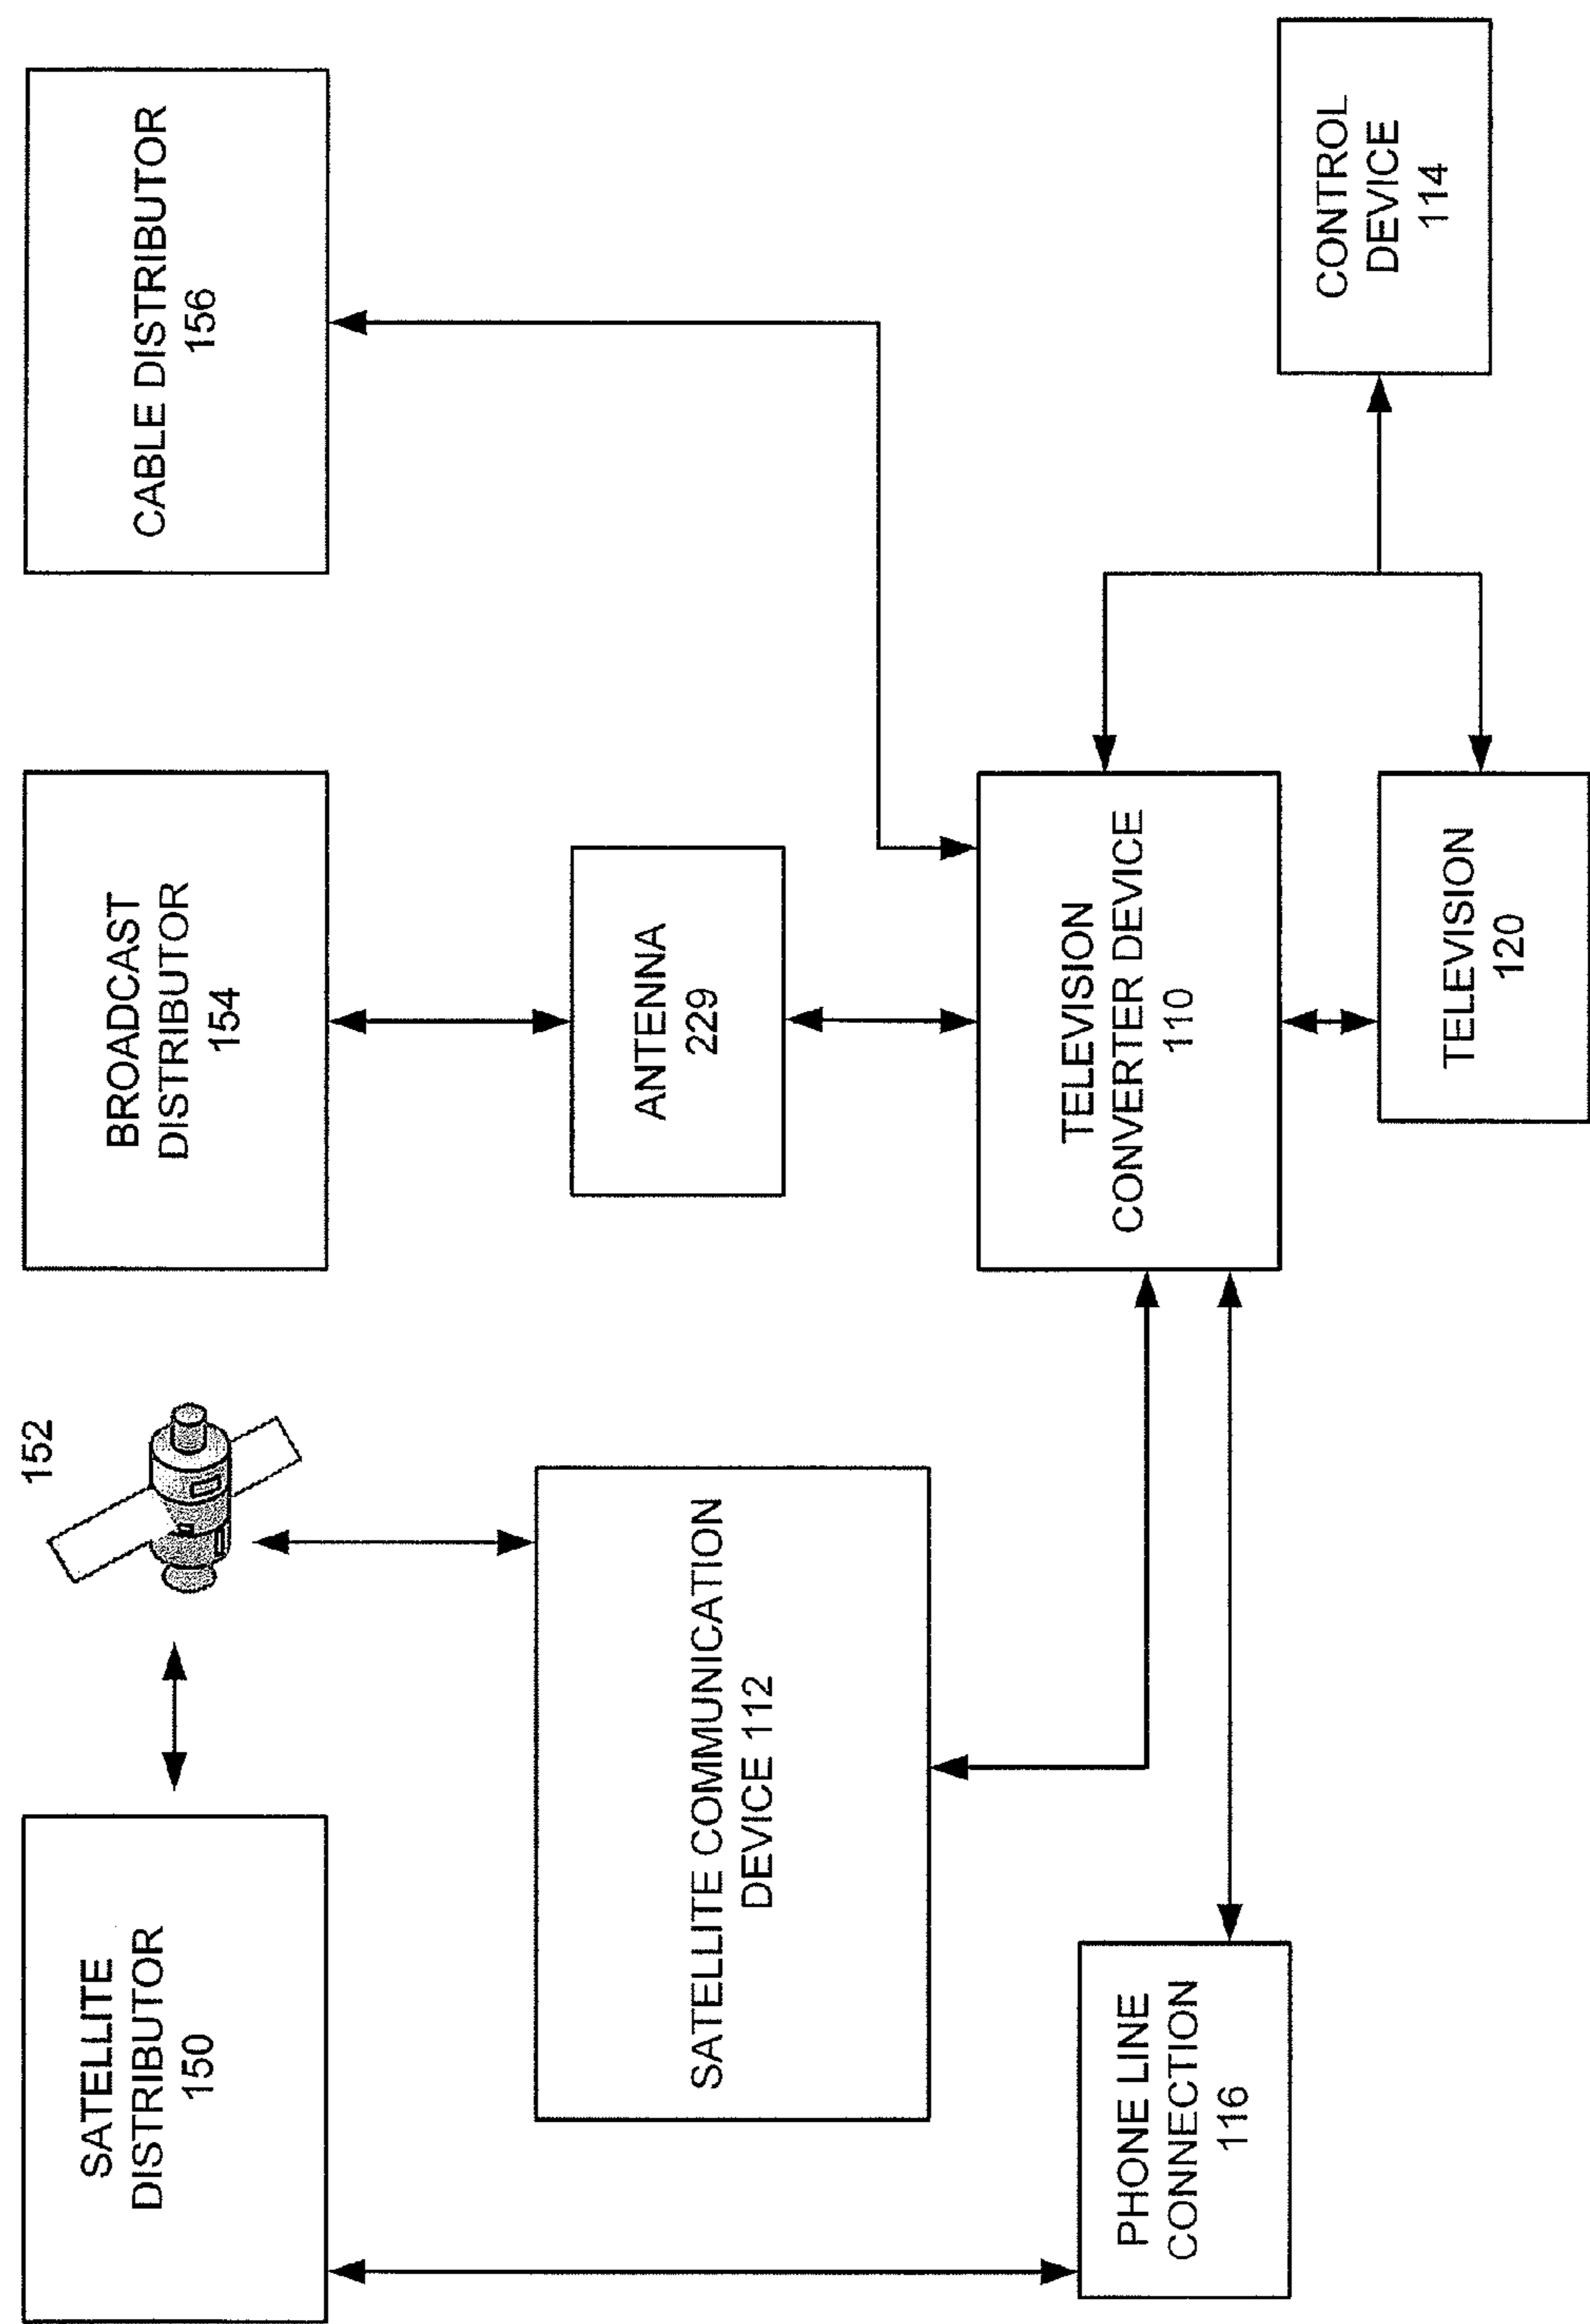 SATELLITE
DISTRIBUTOR
150
152
BROADCAST
DISTRIBUTOR
154
CABLE DISTRIBUTOR
156
SATELLITE COMMUNICATION
DEVICE 112
ANTENNA
229
PHONE LINE
CONNECTION
116
TELEVISION
CONVERTER DEVICE
110
TELEVISION
120
CONTROL
DEVICE
114